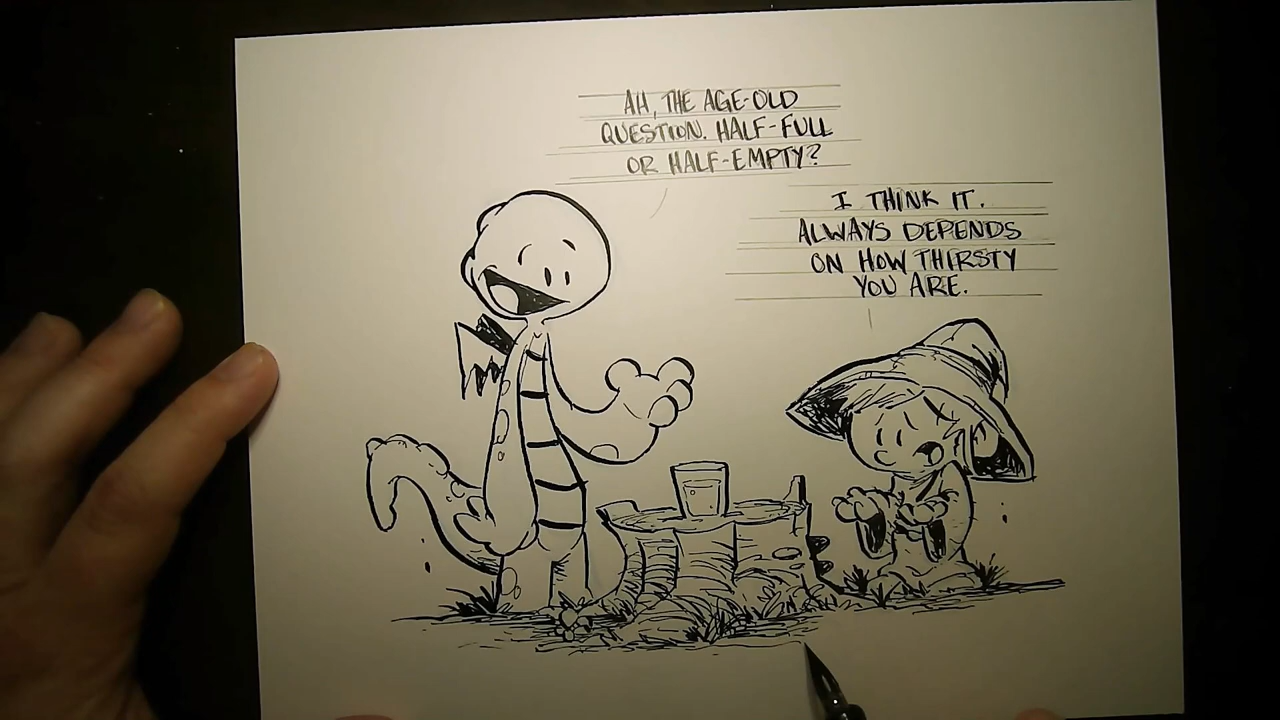 AH, THE AGE-OLD
QUESTION. HALF-FULL
OR HALF-EMPTY?
I THINK IT.
ALWAYS DEPENDS
ON HOW THIRSTY
YOU ARE.